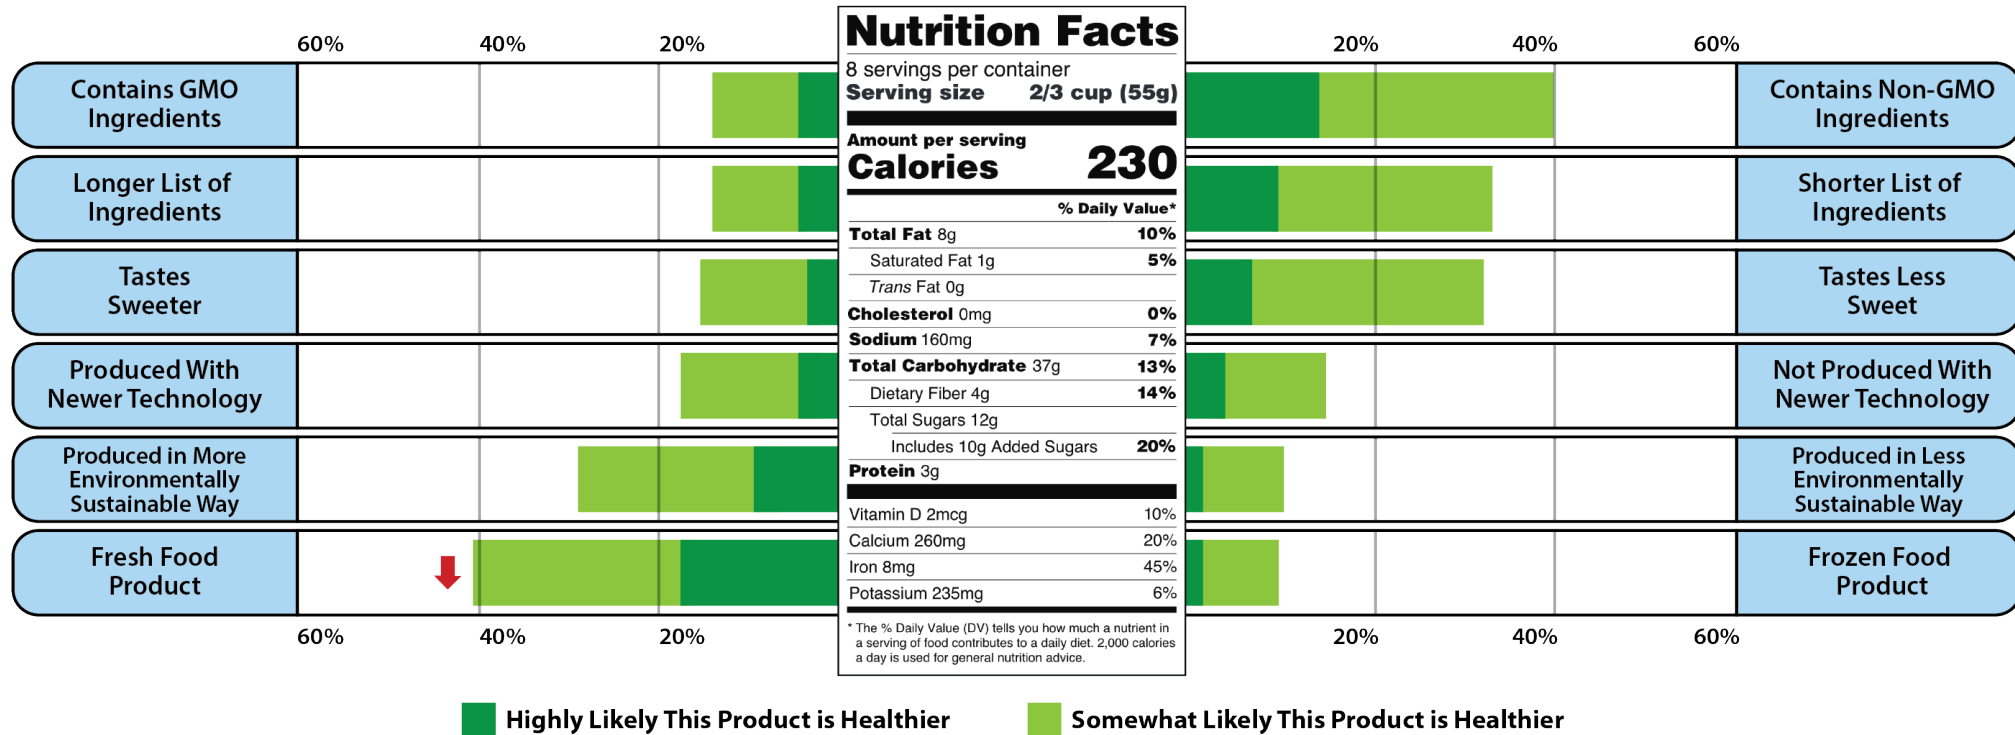 60% 40% 20% 20% 40% 60%
Contains GMO
Ingredients
Longer List of
Ingredients
Tastes
Sweeter
Produced With
Newer Technology
Produced in More
Environmentally
Sustainable Way
Fresh Food
Product
Nutrition Facts
8 servings per container
Serving size 2/3 cup (55g)
Amount per serving
Calories 230
% Daily Value*
Total Fat 8g 10%
Saturated Fat 1g 5%
Trans Fat 0g
Cholesterol 0mg 0%
Sodium 160mg 7%
Total Carbohydrate 37g 13%
Dietary Fiber 4g 14%
Total Sugars 12g
Includes 10g Added Sugars 20%
Protein 3g
Vitamin D 2mcg 10%
Calcium 260mg 20%
Iron 8mg 45%
Potassium 235mg 6%
* The % Daily Value (DV) tells you how much a nutrient in
a serving of food contributes to a daily diet. 2,000 calories
a day is used for general nutrition advice.
Contains Non-GMO
Ingredients
Shorter List of
Ingredients
Tastes Less
Sweet
Not Produced With
Newer Technology
Produced in Less
Environmentally
Sustainable Way
Frozen Food
Product
60% 40% 20% 20% 40% 60%
Highly Likely This Product is Healthier
Somewhat Likely This Product is Healthier